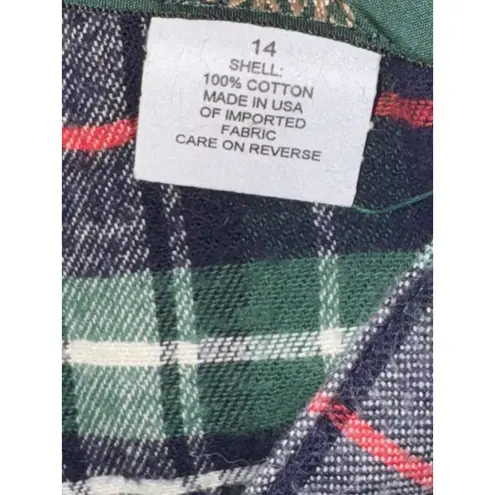 14
SHELL:
100% COTTON
MADE IN USA
OF IMPORTED
FABRIC
CARE ON REVERSE